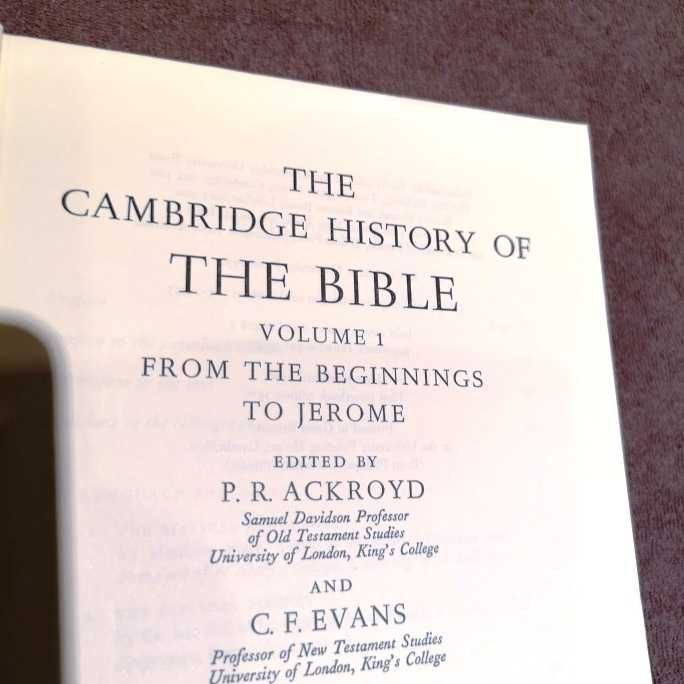 THE
CAMBRIDGE HISTORY OF
THE BIBLE
VOLUME 1
FROM THE BEGINNINGS
TO JEROME
EDITED BY
P. R. ACKROYD
Samuel Davidson Professor
of Old Testament Studies
University of London, King's College
AND
C. F. EVANS
Professor of New Testament Studies
University of London, King's College